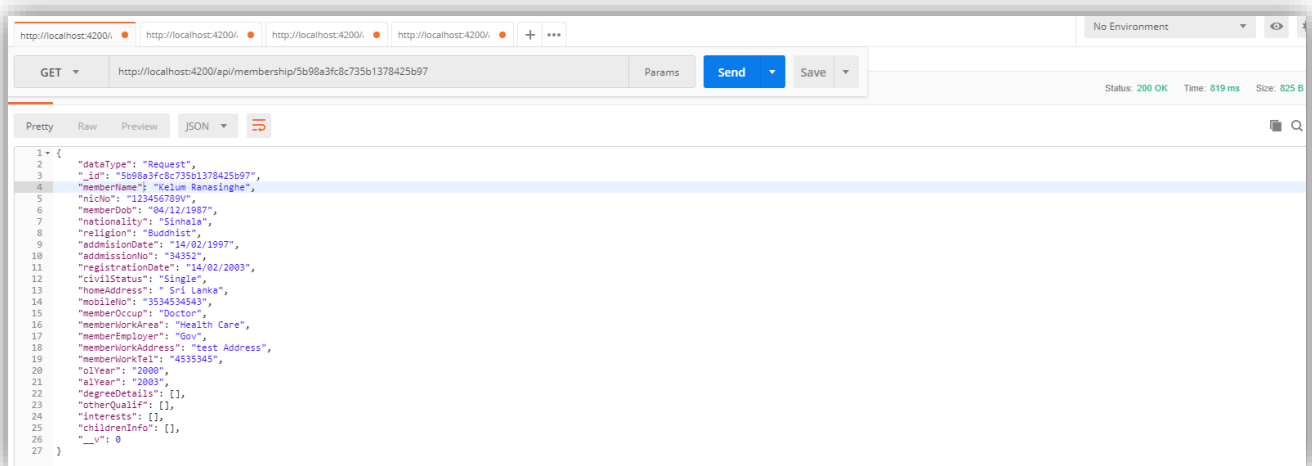 http://localhost:4200/a http://localhost:4200/a http://localhost:4200/a http://localhost:4200/a + ••• No Environment
GET http://localhost:4200/api/membership/5b98a3fc8c735b1378425b97 Params Send Save
Status: 200 OK Time: 819 ms Size: 825 B
Pretty Raw Preview JSON
1 {
2 "dataType": "Request",
3 "_id": "5b98a3fc8c735b1378425b97",
4 "memberName": "Kelum Ranasinghe",
5 "nicNo": "123456789V",
6 "memberDob": "04/12/1987",
7 "nationality": "Sinhala",
8 "religion": "Buddhist",
9 "addmisionDate": "14/02/1997",
10 "addmissionNo": "34352",
11 "registrationDate": "14/02/2003",
12 "civilStatus": "Single",
13 "homeAddress": " Sri Lanka",
14 "mobileNo": "3534534543",
15 "memberOccup": "Doctor",
16 "memberWorkArea": "Health Care",
17 "memberEmployer": "Gov",
18 "memberWorkAddress": "test Address",
19 "memberWorkTel": "4535345",
20 "olYear": "2000",
21 "alYear": "2003",
22 "degreeDetails": [],
23 "otherQualif": [],
24 "interests": [],
25 "childrenInfo": [],
26 "__v": 0
27 }